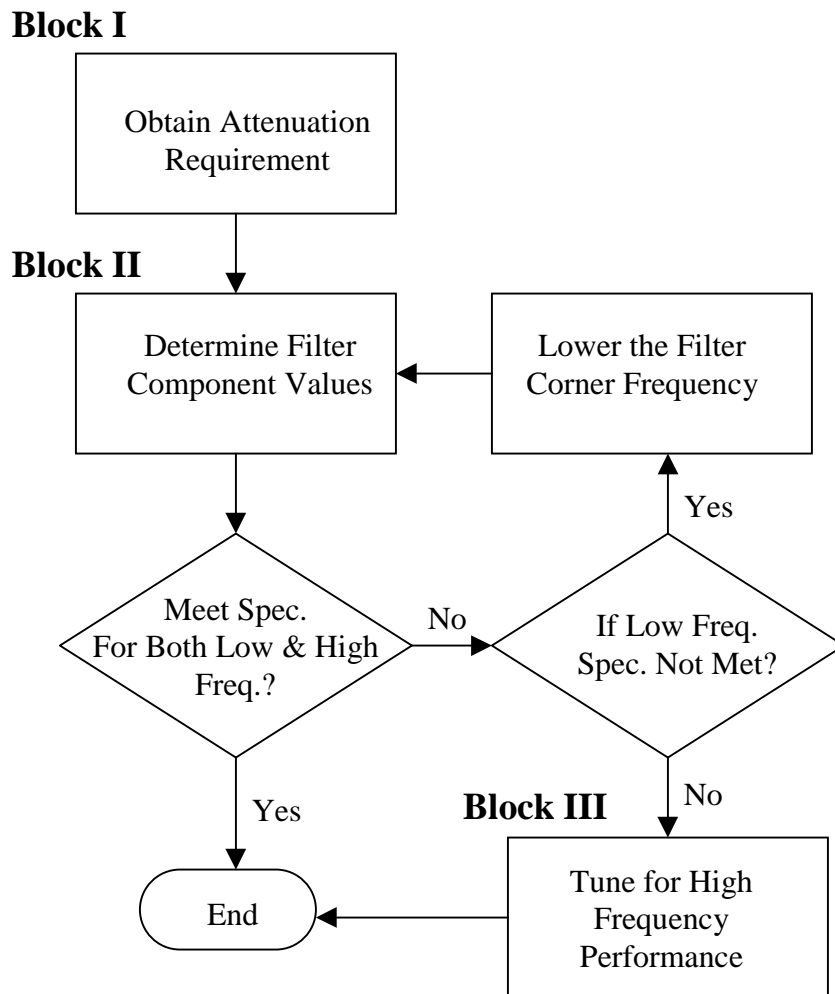 Block I
Obtain Attenuation
Requirement
Block II
Determine Filter
Component Values
Lower the Filter
Corner Frequency
Yes
Meet Spec.
For Both Low & High
Freq.?
No
If Low Freq.
Spec. Not Met?
Yes
No
Block III
End
Tune for High
Frequency
Performance